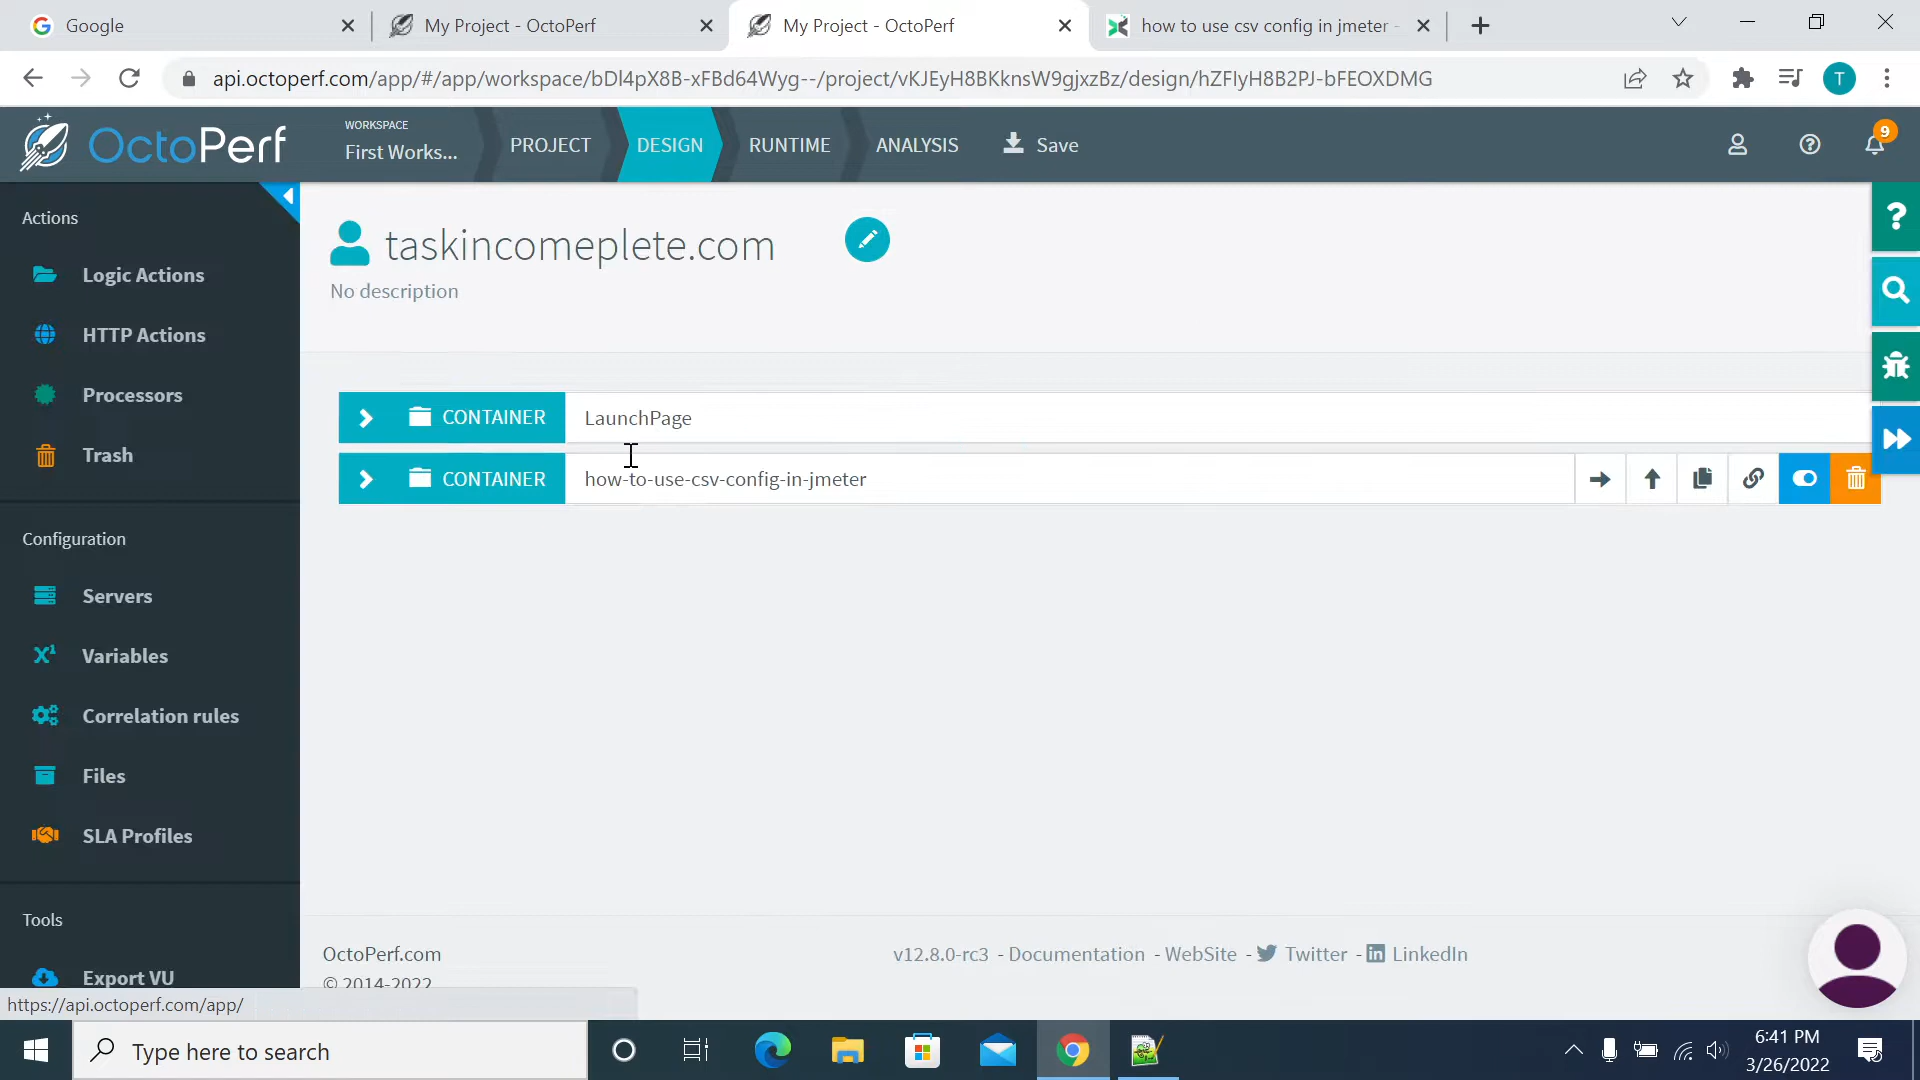 Google
My Project - OctoPerf
My Project - OctoPerf
how to use csv config in jmeter -
api.octoperf.com/app/#/app/workspace/bDl4pX8B-xFBd64Wyg--/project/vKJEyH8BKknsW9gjxzBz/design/hZFIyH8B2PJ-bFEOXDMG
T
OctoPerf
WORKSPACE
First Works...
PROJECT
DESIGN
RUNTIME
ANALYSIS
Save
9
Actions
Logic Actions
HTTP Actions
Processors
Trash
Configuration
Servers
Variables
Correlation rules
Files
SLA Profiles
Tools
Export VU
taskincomeplete.com
No description
CONTAINER LaunchPage
CONTAINER how-to-use-csv-config-in-jmeter
OctoPerf.com
© 2014-2022
v12.8.0-rc3 - Documentation - WebSite - Twitter - LinkedIn
https://api.octoperf.com/app/
Type here to search
6:41 PM
3/26/2022